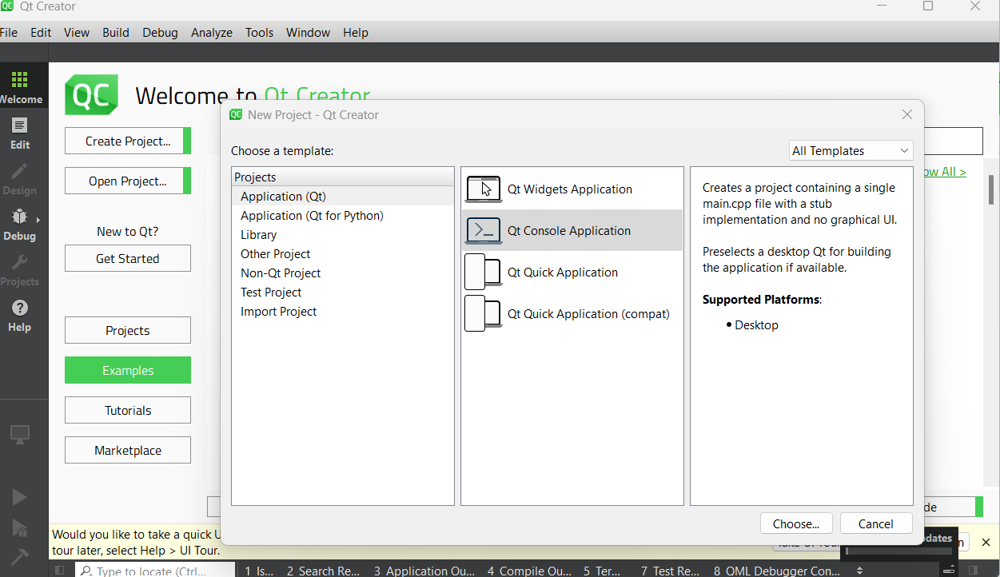 QC Qt Creator
File Edit View Build Debug Analyze Tools Window Help
Welcome
Edit
Design
Debug
Projects
Help
QC Welcome to Qt Creator
Create Project...
Open Project...
New to Qt?
Get Started
Projects
Examples
Tutorials
Marketplace
ow All >
QC New Project - Qt Creator
Choose a template:
All Templates
Projects
Application (Qt)
Application (Qt for Python)
Library
Other Project
Non-Qt Project
Test Project
Import Project
Qt Widgets Application
Qt Console Application
Qt Quick Application
Qt Quick Application (compat)
Creates a project containing a single
main.cpp file with a stub
implementation and no graphical UI.
Preselects a desktop Qt for building
the application if available.
Supported Platforms:
• Desktop
Choose...
Cancel
de
Would you like to take a quick U
tour later, select Help > UI Tour.
Take UI Tour
pdates
n
Type to locate (Ctrl...
1 Is... 2 Search Re... 3 Application Ou... 4 Compile Ou... 5 Ter... 7 Test Re... 8 QML Debugger Con...